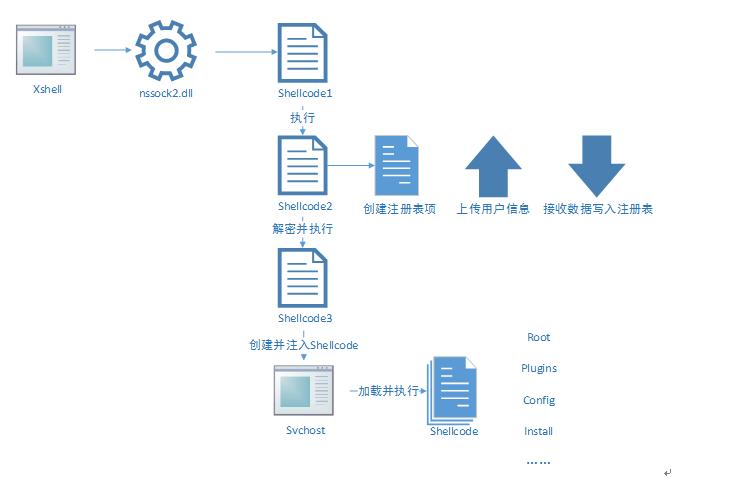 Xshell
nssock2.dll
Shellcode1
执行
Shellcode2
创建注册表项
上传用户信息
接收数据写入注册表
解密并执行
Shellcode3
创建并注入Shellcode
Svchost
加载并执行
Shellcode
Root
Plugins
Config
Install
……